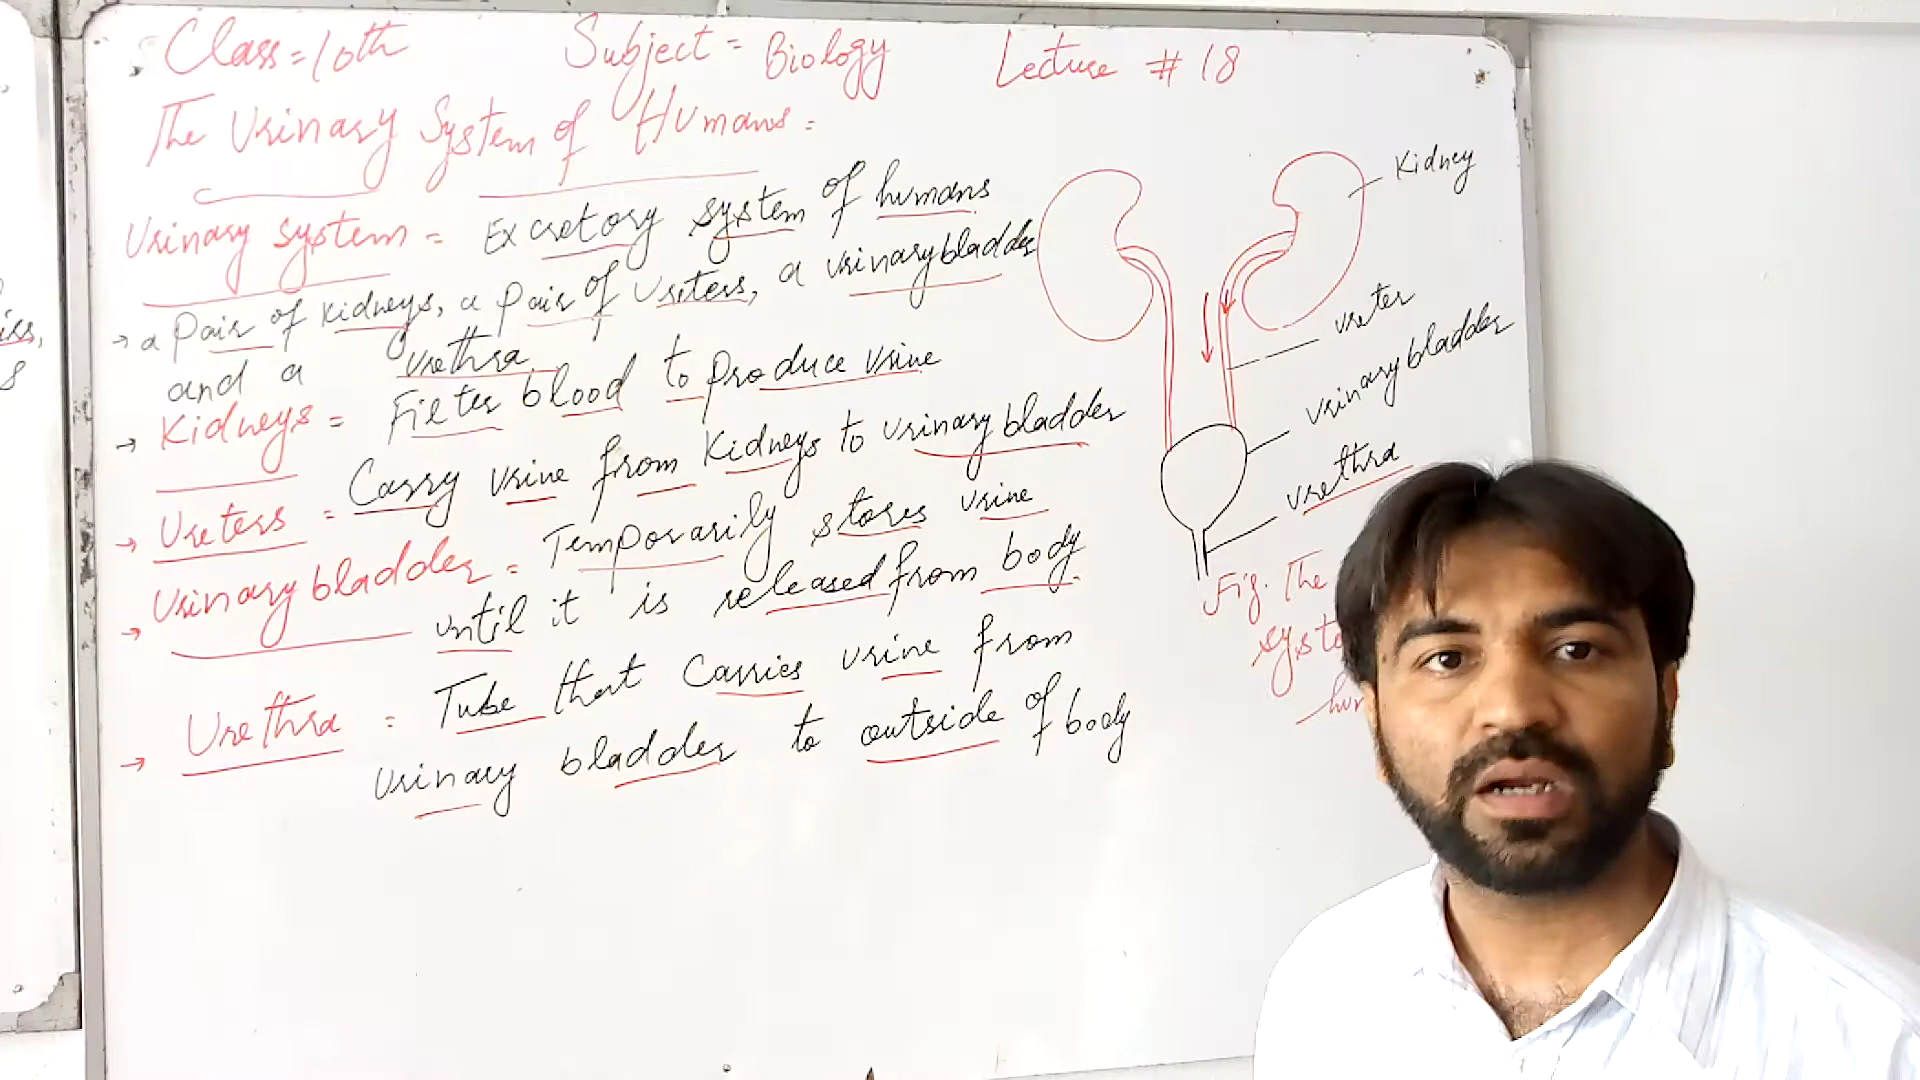 Class = 10th Subject = Biology Lecture # 18
The Urinary System of Humans =
Urinary system = Excretory system of humans
→ a pair of kidneys, a pair of ureters, a urinary bladder
and a urethra
→ Kidneys = Filter blood to produce urine
→ Ureters = Carry urine from kidneys to urinary bladder
→ Urinary bladder = Temporarily stores urine
until it is released from body.
→ Urethra = Tube that carries urine from
urinary bladder to outside of body
Kidney
ureter
urinary bladder
urethra
Fig. The